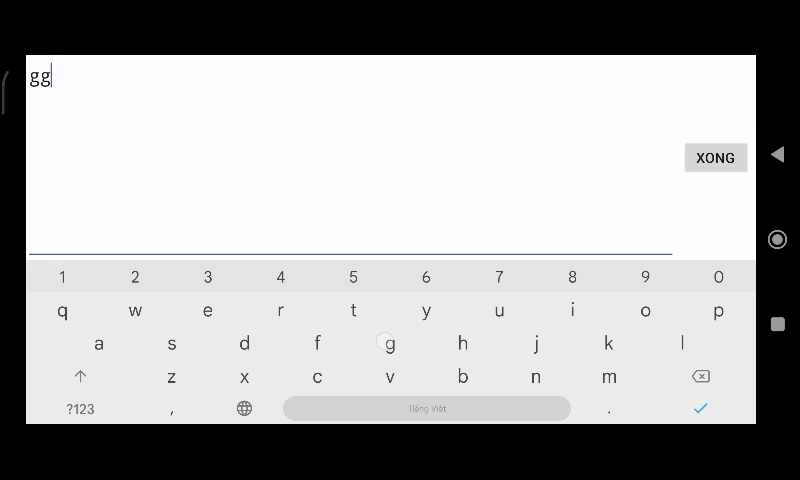 gg
XONG
1 2 3 4 5 6 7 8 9 0
q w e r t y u i o p
a s d f g h j k l
z x c v b n m
?123 , Tiếng Việt .